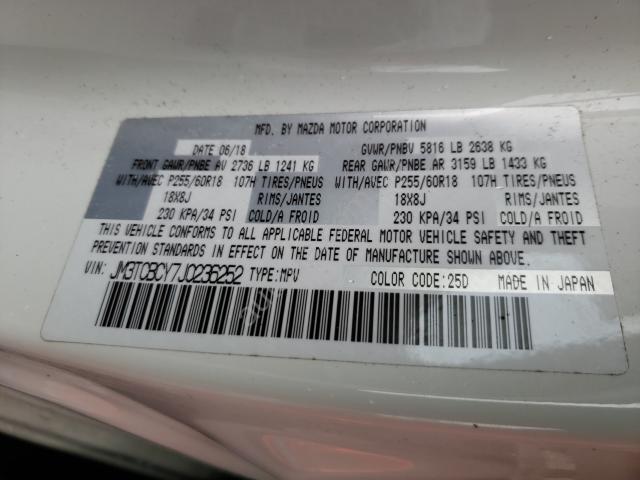 MFD. BY MAZDA MOTOR CORPORATION
DATE 06/18 GVWR/PNBV 5816 LB 2638 KG
FRONT GAWR/PNBE AV 2736 LB 1241 KG REAR GAWR/PNBE AR 3159 LB 1433 KG
WITH/AVEC P255/60R18 107H TIRES/PNEUS WITH/AVEC P255/60R18 107H TIRES/PNEUS
18X8J RIMS/JANTES 18X8J RIMS/JANTES
230 KPA/34 PSI COLD/A FROID 230 KPA/34 PSI COLD/A FROID
THIS VEHICLE CONFORMS TO ALL APPLICABLE FEDERAL MOTOR VEHICLE SAFETY AND THEFT
PREVENTION STANDARDS IN EFFECT ON THE DATE OF MANUFACTURE SHOWN ABOVE.
VIN: JM3TCBCY7J0236252 TYPE:MPV COLOR CODE:25D MADE IN JAPAN